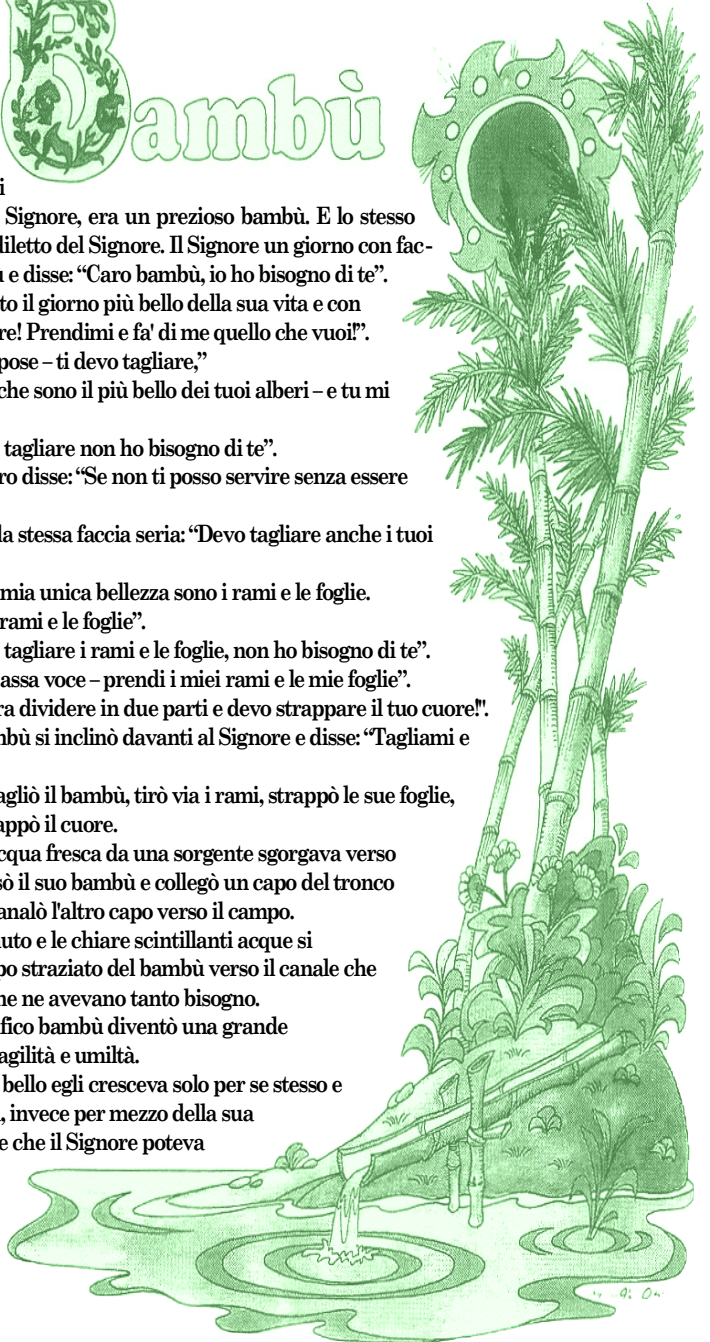 Bambù
i
Signore, era un prezioso bambù. E lo stesso
diletto del Signore. Il Signore un giorno con fac-
e disse: “Caro bambù, io ho bisogno di te”.
to il giorno più bello della sua vita e con
re! Prendimi e fa' di me quello che vuoi!”.
pose – ti devo tagliare,”
che sono il più bello dei tuoi alberi – e tu mi
tagliare non ho bisogno di te”.
ro disse: “Se non ti posso servire senza essere
la stessa faccia seria: “Devo tagliare anche i tuoi
mia unica bellezza sono i rami e le foglie.
rami e le foglie”.
tagliare i rami e le foglie, non ho bisogno di te”.
assa voce – prendi i miei rami e le mie foglie”.
ra dividere in due parti e devo strappare il tuo cuore!”.
mbù si inclinò davanti al Signore e disse: “Tagliami e
agliò il bambù, tirò via i rami, strappò le sue foglie,
appò il cuore.
cqua fresca da una sorgente sgorgava verso
sò il suo bambù e collegò un capo del tronco
analò l'altro capo verso il campo.
uto e le chiare scintillanti acque si
po straziato del bambù verso il canale che
he ne avevano tanto bisogno.
fico bambù diventò una grande
agilità e umiltà.
bello egli cresceva solo per se stesso e
, invece per mezzo della sua
e che il Signore poteva